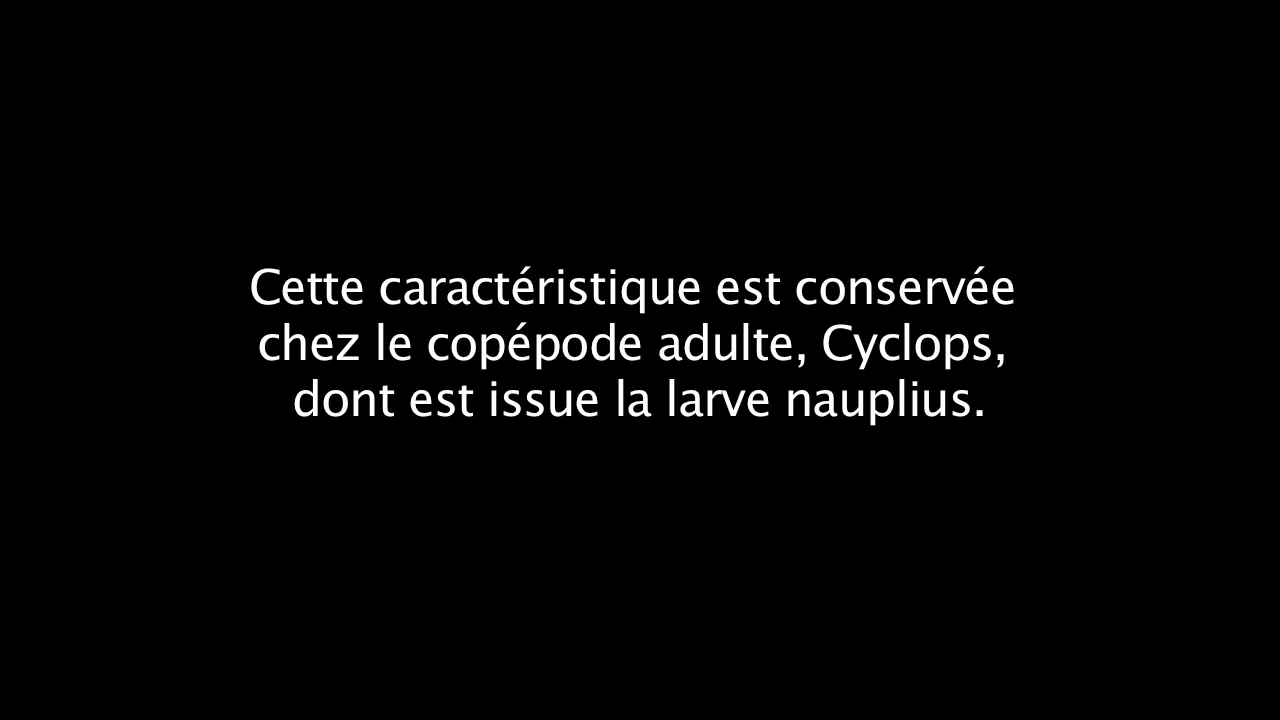 Cette caractéristique est conservée
chez le copépode adulte, Cyclops,
dont est issue la larve nauplius.